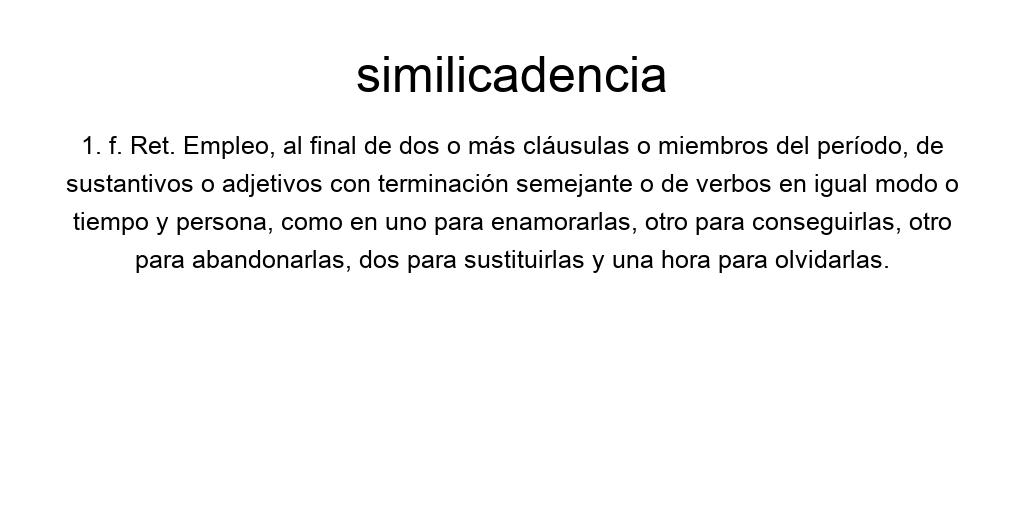 similicadencia
1. f. Ret. Empleo, al final de dos o más cláusulas o miembros del período, de
sustantivos o adjetivos con terminación semejante o de verbos en igual modo o
tiempo y persona, como en uno para enamorarlas, otro para conseguirlas, otro
para abandonarlas, dos para sustituirlas y una hora para olvidarlas.